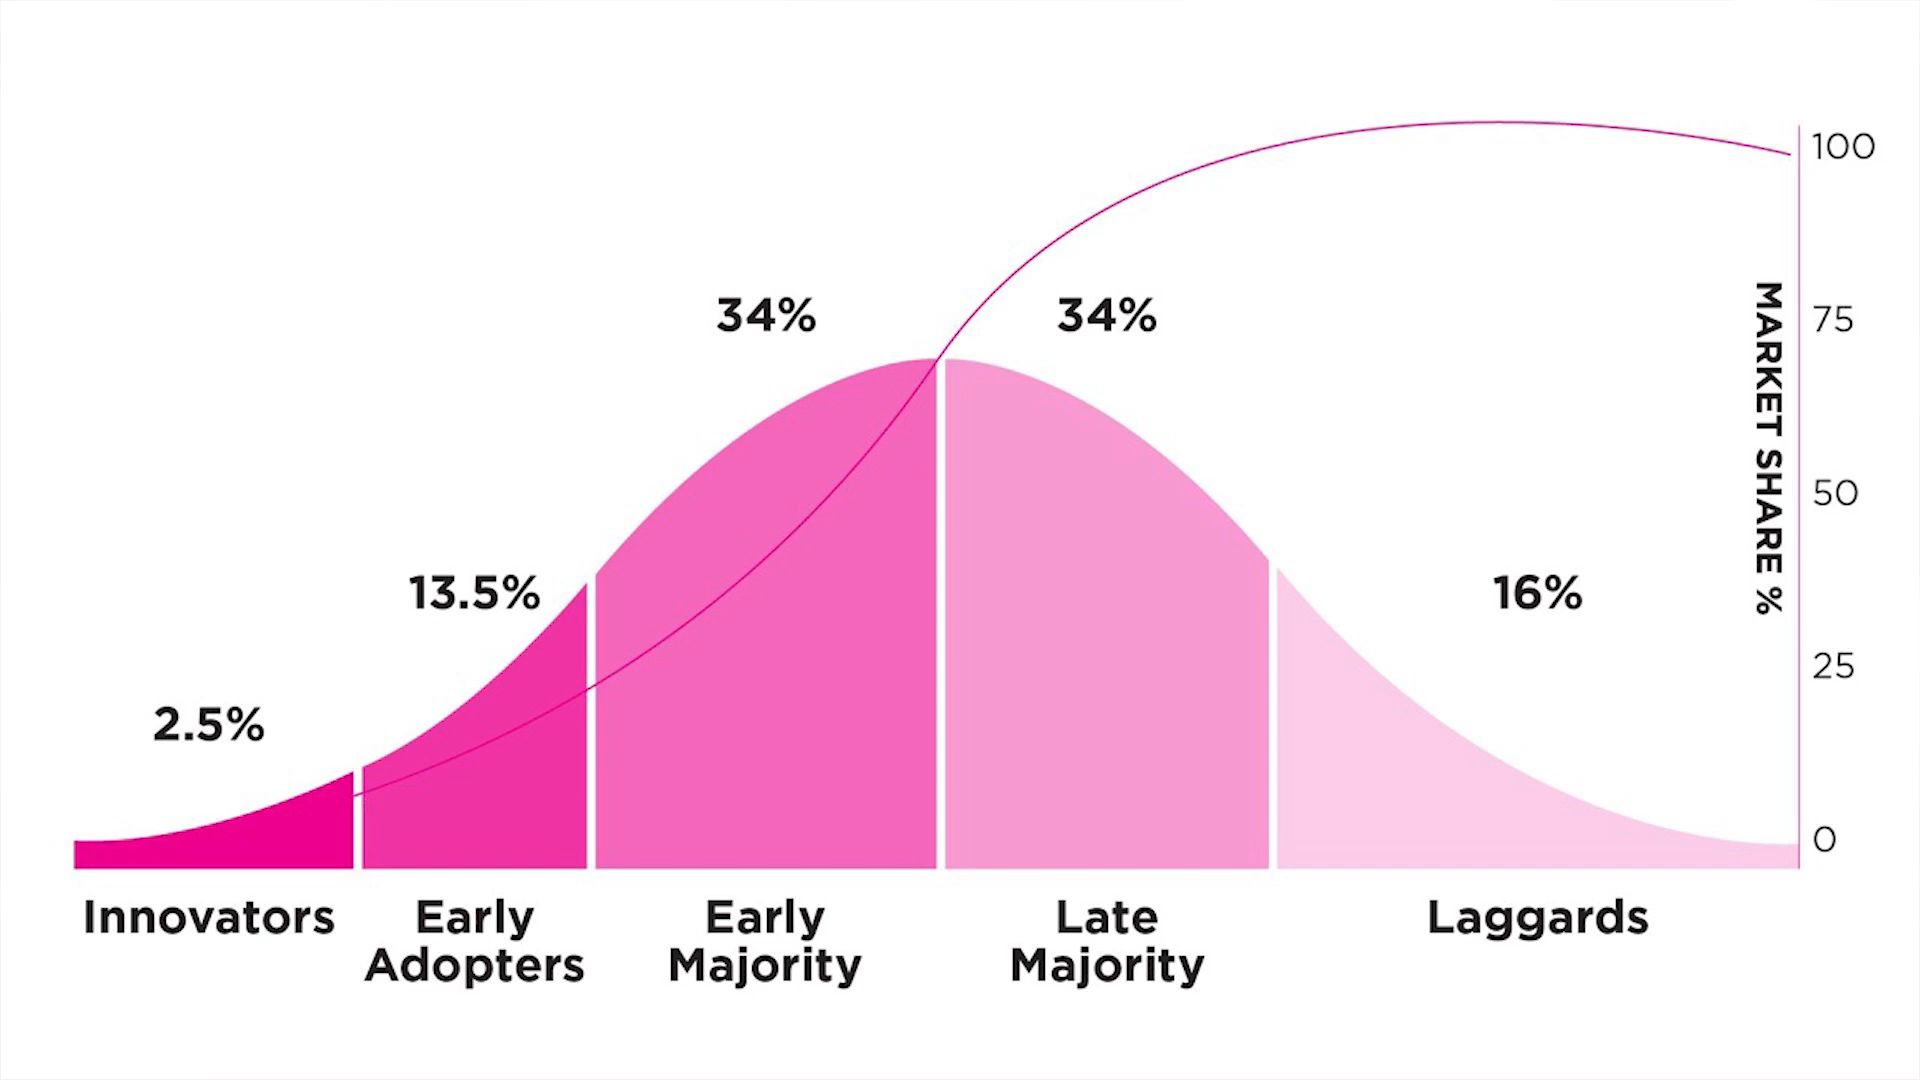 100
34%
34%
75
MARKET SHARE %
50
13.5%
16%
25
2.5%
0
Innovators
Early
Adopters
Early
Majority
Late
Majority
Laggards